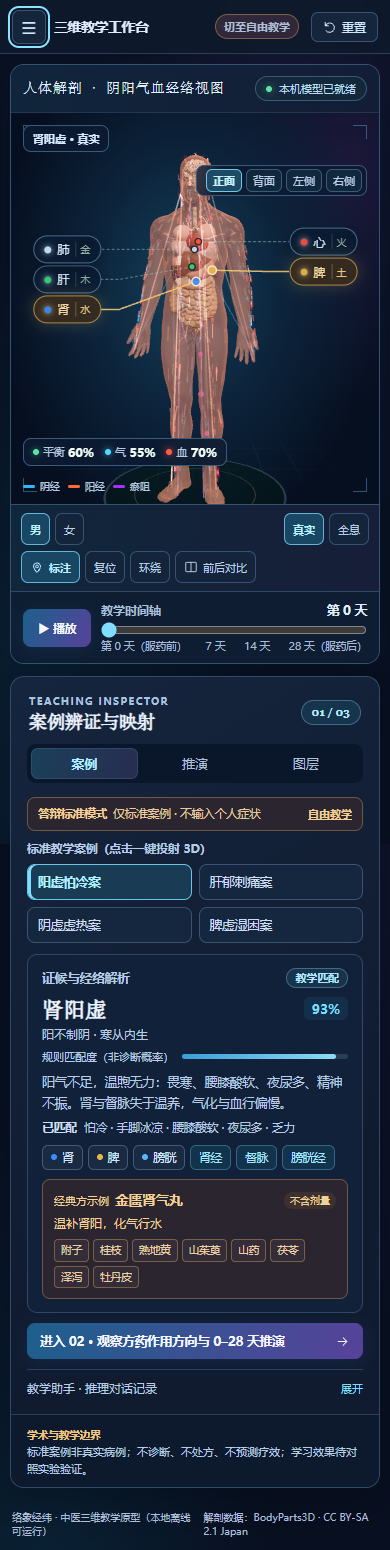 三维教学工作台
切至自由教学
重置
人体解剖 · 阴阳气血经络视图
本机模型已就绪
肾阳虚 • 真实
正面 背面 左侧 右侧
肺 金
心 火
肝 木
脾 土
肾 水
平衡 60% 气 55% 血 70%
阴经 阳经 瘀阻
男 女 真实 全息
标注 复位 环绕 前后对比
播放
教学时间轴 第 0 天
第 0 天（服药前） 7 天 14 天 28 天（服药后）
TEACHING INSPECTOR
案例辨证与映射
01 / 03
案例 推演 图层
答辩标准模式 仅标准案例 · 不输入个人症状 自由教学
标准教学案例（点击一键投射 3D）
阳虚怕冷案 肝郁刺痛案
阴虚虚热案 脾虚湿困案
证候与经络解析 教学匹配
肾阳虚 93%
阳不制阴 · 寒从内生
规则匹配度（非诊断概率）
阳气不足，温煦无力：畏寒、腰膝酸软、夜尿多、精神
不振。肾与督脉失于温养，气化与血行偏慢。
已匹配 怕冷 · 手脚冰凉 · 腰膝酸软 · 夜尿多 · 乏力
肾 脾 膀胱 肾经 督脉 膀胱经
经典方示例 金匮肾气丸 不含剂量
温补肾阳，化气行水
附子 桂枝 熟地黄 山茱萸 山药 茯苓
泽泻 牡丹皮
进入 02 • 观察方药作用方向与 0–28 天推演 →
教学助手 · 推理对话记录 展开
学术与教学边界
标准案例非真实病例；不诊断、不处方、不预测疗效；学习效果待对
照实验验证。
络象经纬 · 中医三维教学原型（本地离线
可运行）
解剖数据：BodyParts3D · CC BY-SA
2.1 Japan